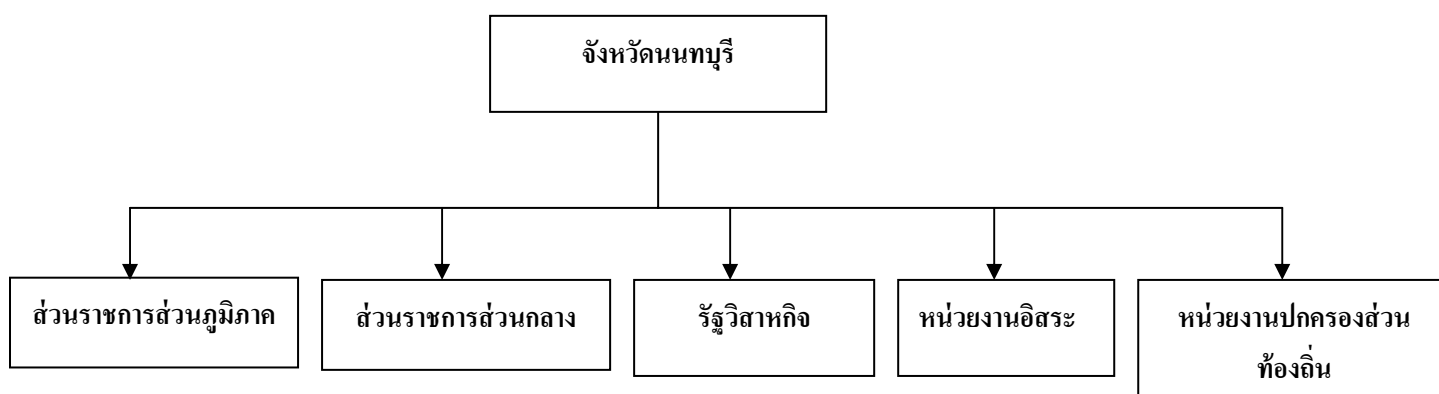 จังหวัดนนทบุรี
ส่วนราชการส่วนภูมิภาค
ส่วนราชการส่วนกลาง
รัฐวิสาหกิจ
หน่วยงานอิสระ
หน่วยงานปกครองส่วน
ท้องถิ่น